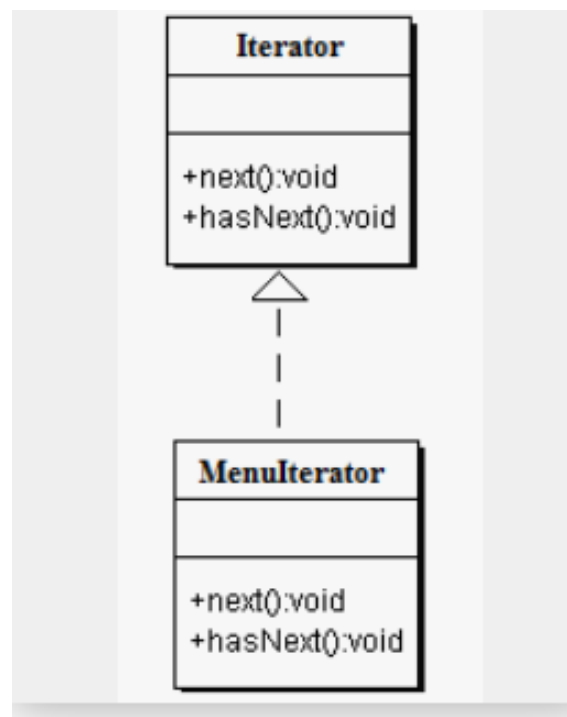 Iterator
+next():void
+hasNext():void
MenuIterator
+next():void
+hasNext():void